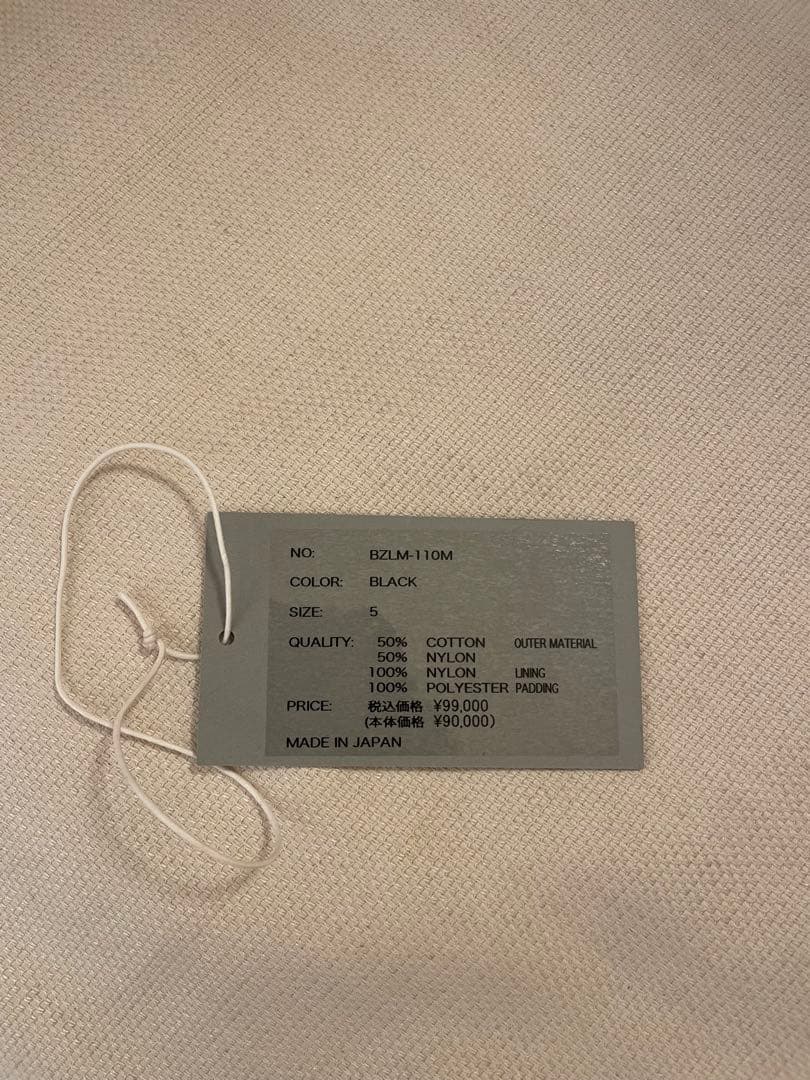 NO: BZLM-110M
COLOR: BLACK
SIZE: 5
QUALITY: 50% COTTON OUTER MATERIAL
50% NYLON
100% NYLON LINING
100% POLYESTER PADDING
PRICE: 税込価格 ¥99,000
(本体価格 ¥90,000)
MADE IN JAPAN